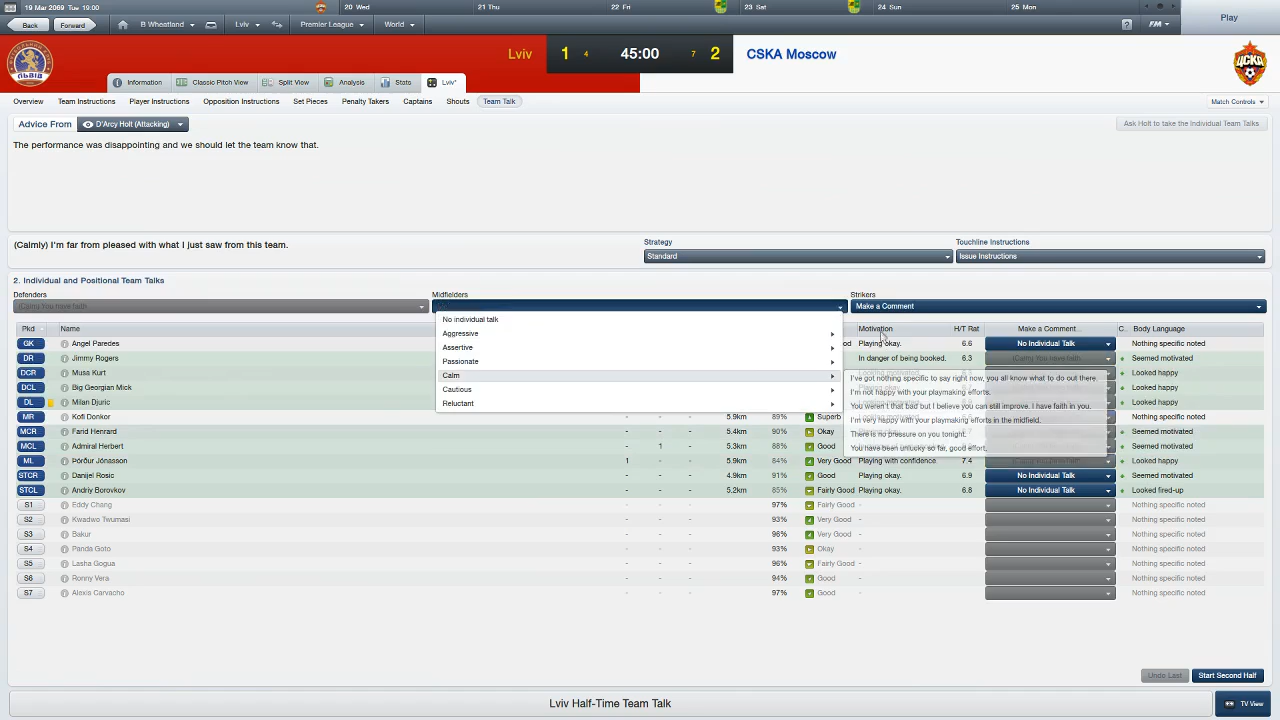 19 Mar 2069 Tue 19:00
20 Wed
21 Thu
22 Fri
23 Sat
24 Sun
25 Mon
Back
Forward
B Wheatland
Lviv
Premier League
World
FM
Play
Lviv
1
4
45:00
7
2
CSKA Moscow
Information
Classic Pitch View
Split View
Analysis
Stats
Lviv*
Overview
Team Instructions
Player Instructions
Opposition Instructions
Set Pieces
Penalty Takers
Captains
Shouts
Team Talk
Match Controls
Advice From
D'Arcy Holt (Attacking)
Ask Holt to take the Individual Team Talks
The performance was disappointing and we should let the team know that.
(Calmly) I'm far from pleased with what I just saw from this team.
Strategy
Standard
Touchline Instructions
Issue Instructions
2. Individual and Positional Team Talks
Defenders
(Calm) You have faith
Midfielders
Strikers
Make a Comment
No individual talk
Aggressive
Assertive
Passionate
Calm
Cautious
Reluctant
I've got nothing specific to say right now, you all know what to do out there.
I'm not happy with your playmaking efforts.
You weren't that bad but I believe you can still improve. I have faith in you.
I'm very happy with your playmaking efforts in the midfield.
There is no pressure on you tonight.
You have been unlucky so far, good effort.
Pkd Name Motivation H/T Rat Make a Comment... C.. Body Language
GK Angel Paredes Playing okay. 6.6 No Individual Talk Nothing specific noted
DR Jimmy Rogers In danger of being booked. 6.3 (Calm) You have faith Seemed motivated
DCR Musa Kurt Looked happy
DCL Big Georgian Mick Looked happy
DL Milan Djuric Looked happy
MR Kofi Donkor 5.9km 89% Superb Nothing specific noted
MCR Farid Henrard 5.4km 90% Okay Seemed motivated
MCL Admiral Herbert - 1 - 5.2km 88% Good Seemed motivated
ML Þórður Jónasson 1 - - 5.9km 84% Very Good Playing with confidence. 7.4 Looked happy
STCR Danijel Rosic - - - 4.9km 91% Good Playing okay. 6.9 No Individual Talk Seemed motivated
STCL Andriy Borovkov - - - 5.2km 85% Fairly Good Playing okay. 6.8 No Individual Talk Looked fired-up
S1 Eddy Chang - - - 97% Fairly Good - Nothing specific noted
S2 Kwadwo Twumasi - - - 93% Very Good - Nothing specific noted
S3 Bakur - - - 96% Very Good - Nothing specific noted
S4 Panda Goto - - - 93% Okay - Nothing specific noted
S5 Lasha Gogua - - - 96% Fairly Good - Nothing specific noted
S6 Ronny Vera - - - 94% Good - Nothing specific noted
S7 Alexis Carvacho - - - 97% Good - Nothing specific noted
Undo Last
Start Second Half
Lviv Half-Time Team Talk
TV View